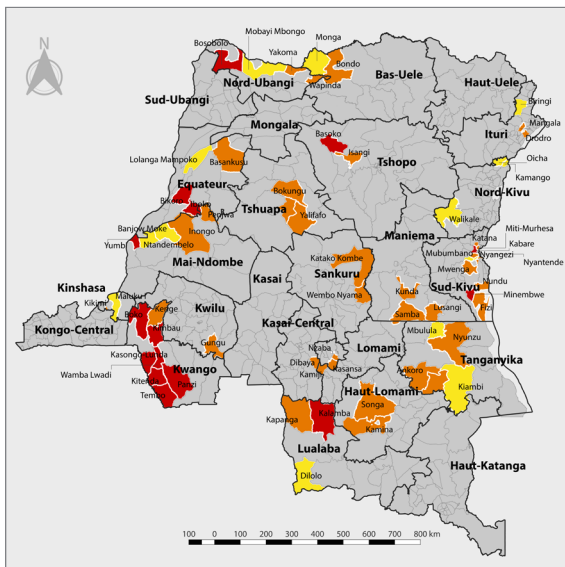 N
Mobayi Mbongo
Monga
Bosobolo
Yakoma
Bondo
Wapinda
Nord-Ubangi
Bas-Uele
Haut-Uele
Sud-Ubangi
Biringi
Mongala
Mangala
Ituri
Drodro
Basoko
Isangi
Tshopo
Lolanga Mampoko
Basankusu
Oicha
Kamango
Equateur
Nord-Kivu
Bikoro
Bokungu
Tshuapa
Walikale
Yalifafo
Penjwa
Banjow Moke
Inongo
Miti-Murhesa
Maniema
Katana
Kabare
Yumbi
Ntandembelo
Mubumbano
Nyangezi
Nyantende
Mai-Ndombe
Katako Kombe
Mwenga
Sankuru
Kasai
Nundu
Kinshasa
Sud-Kivu
Minembwe
Maluku
Wembo Nyama
Kunda
Kikimi
Kwilu
Lusangi
Fizi
Boko
Kenge
Samba
Kasai-Central
Kongo-Central
Kimbau
Mbulula
Nyunzu
Gungu
Nzaba
Lomami
Kasongo Lunda
Dibaya
Kasansa
Tanganyika
Wamba Lwadi
Kwango
Kamiji
Ankoro
Kitenda
Panzi
Haut-Lomami
Kiambi
Tembo
Songa
Kapanga
Kalamba
Kamina
Lualaba
Haut-Katanga
Dilolo
100 0 100 200 300 400 500 600 700 800 km